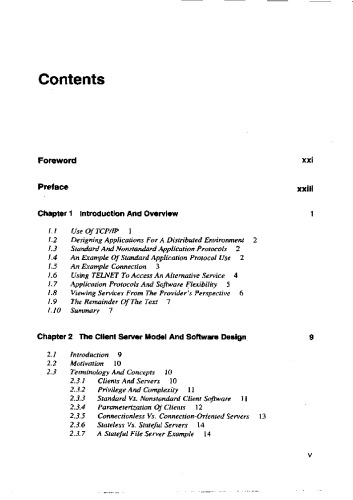 Contents
Foreword xxi
Preface xxiii
Chapter 1 Introduction And Overview 1
1.1 Use Of TCP/IP 1
1.2 Designing Applications For A Distributed Environment 2
1.3 Standard And Nonstandard Application Protocols 2
1.4 An Example Of Standard Application Protocol Use 2
1.5 An Example Connection 3
1.6 Using TELNET To Access An Alternative Service 4
1.7 Application Protocols And Software Flexibility 5
1.8 Viewing Services From The Provider's Perspective 6
1.9 The Remainder Of The Text 7
1.10 Summary 7
Chapter 2 The Client Server Model And Software Design 9
2.1 Introduction 9
2.2 Motivation 10
2.3 Terminology And Concepts 10
2.3.1 Clients And Servers 10
2.3.2 Privilege And Complexity 11
2.3.3 Standard Vs. Nonstandard Client Software 11
2.3.4 Parameterization Of Clients 12
2.3.5 Connectionless Vs. Connection-Oriented Servers 13
2.3.6 Stateless Vs. Stateful Servers 14
2.3.7 A Stateful File Server Example 14
v